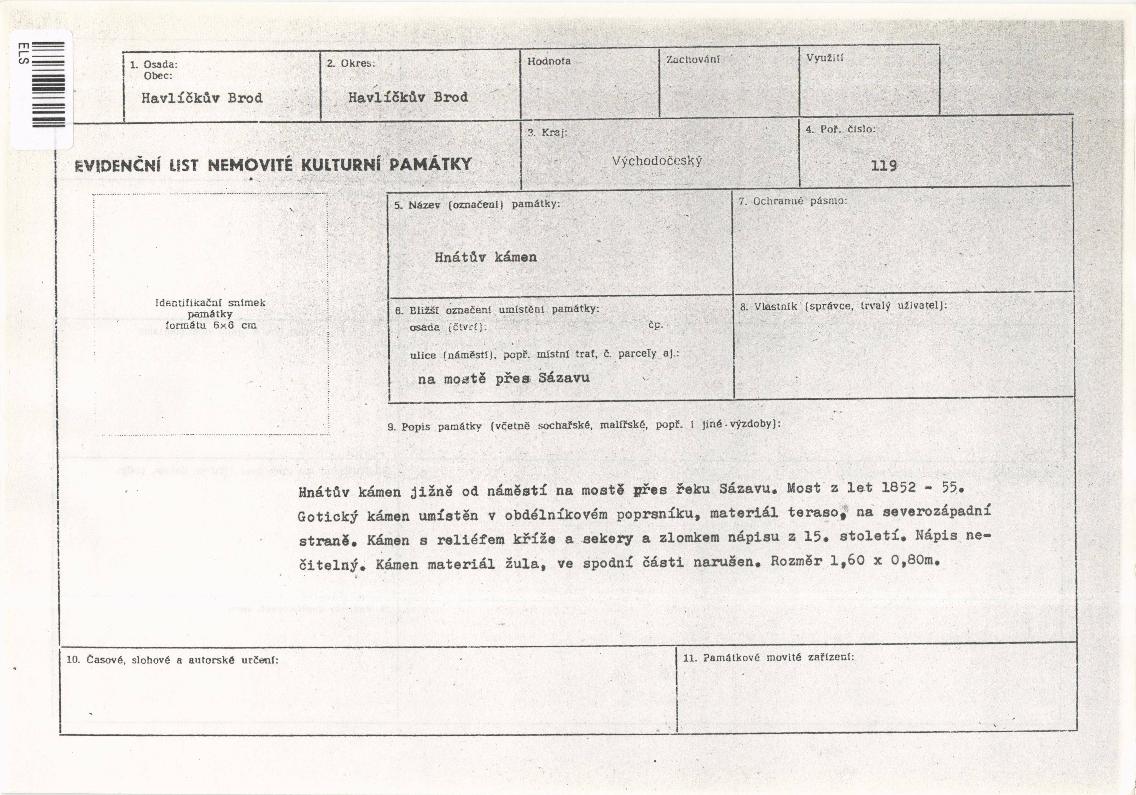 ELS
1. Osada:
Obec:
Havlíčkův Brod
2. Okres:
Havlíčkův Brod
Hodnota
Zachování
Využití
EVIDENČNÍ LIST NEMOVITÉ KULTURNÍ PAMÁTKY
3. Kraj:
Východočeský
4. Poř. číslo:
119
Identifikační snímek
památky
formátu 6×6 cm
5. Název (označení) památky:
Hnátův kámen
7. Ochranné pásmo:
6. Bližší označení umístění památky:
osada (čtvrť): čp.
ulice (náměstí), popř. místní trať, č. parcely aj.:
na mostě přes Sázavu
8. Vlastník (správce, trvalý uživatel):
9. Popis památky (včetně sochařské, malířské, popř. i jiné výzdoby):
Hnátův kámen jižně od náměstí na mostě přes řeku Sázavu. Most z let 1852 - 55.
Gotický kámen umístěn v obdélníkovém poprsníku, materiál teraso, na severozápadní
straně. Kámen s reliéfem kříže a sekery a zlomkem nápisu z 15. století. Nápis ne-
čitelný. Kámen materiál žula, ve spodní části narušen. Rozměr 1,60 x 0,80m.
10. Časové, slohové a autorské určení:
11. Památkové movité zařízení: